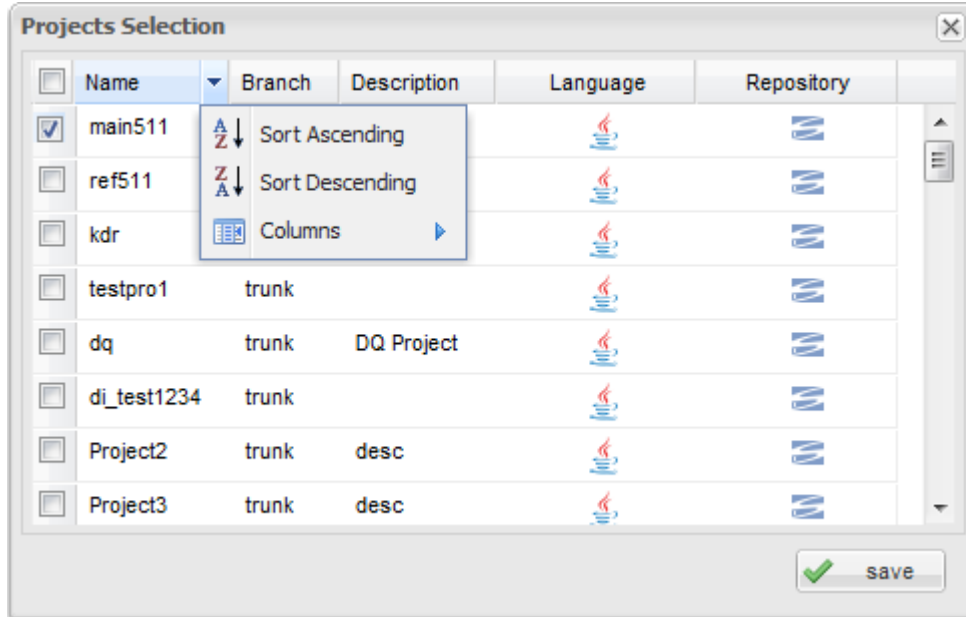 Projects Selection
Name Branch Description Language Repository
main511
Sort Ascending
ref511
Sort Descending
kdr
Columns
testpro1 trunk
dq trunk DQ Project
di_test1234 trunk
Project2 trunk desc
Project3 trunk desc
save